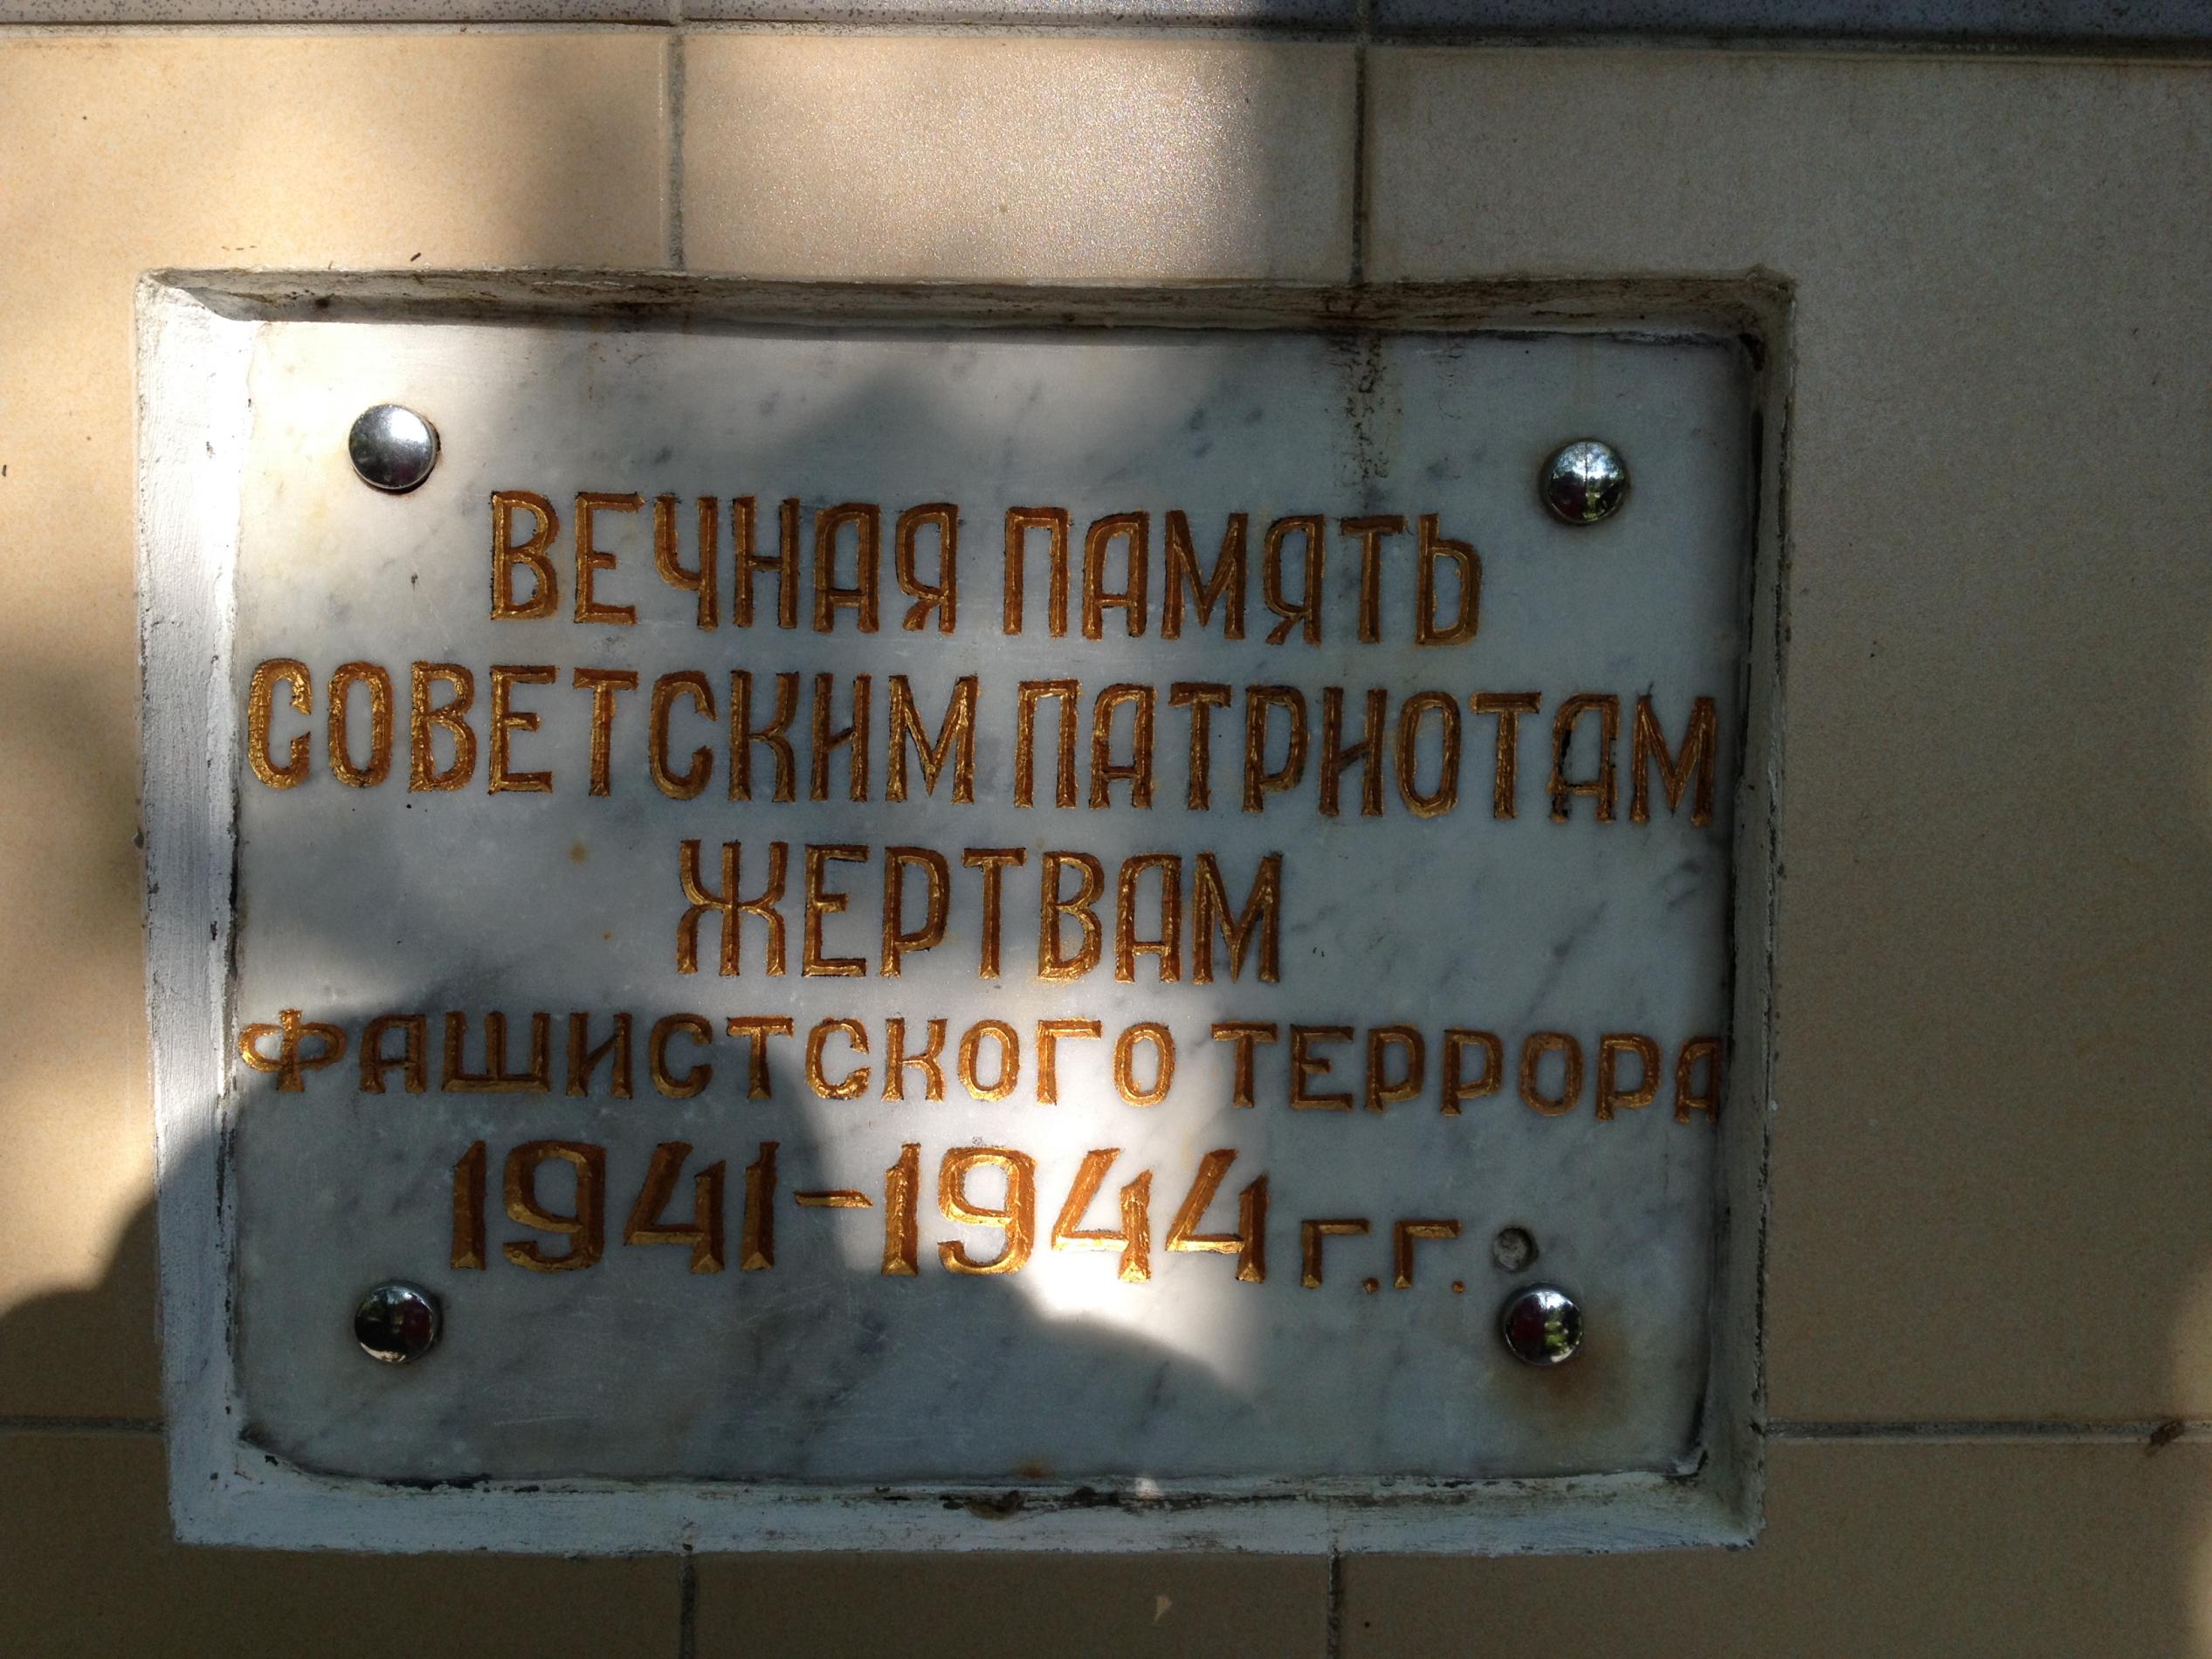 ВЕЧНАЯ ПАМЯТЬ
СОВЕТСКИМ ПАТРИОТАМ
ЖЕРТВАМ
ФАШИСТСКОГО ТЕРРОРА
1941-1944 г.г.